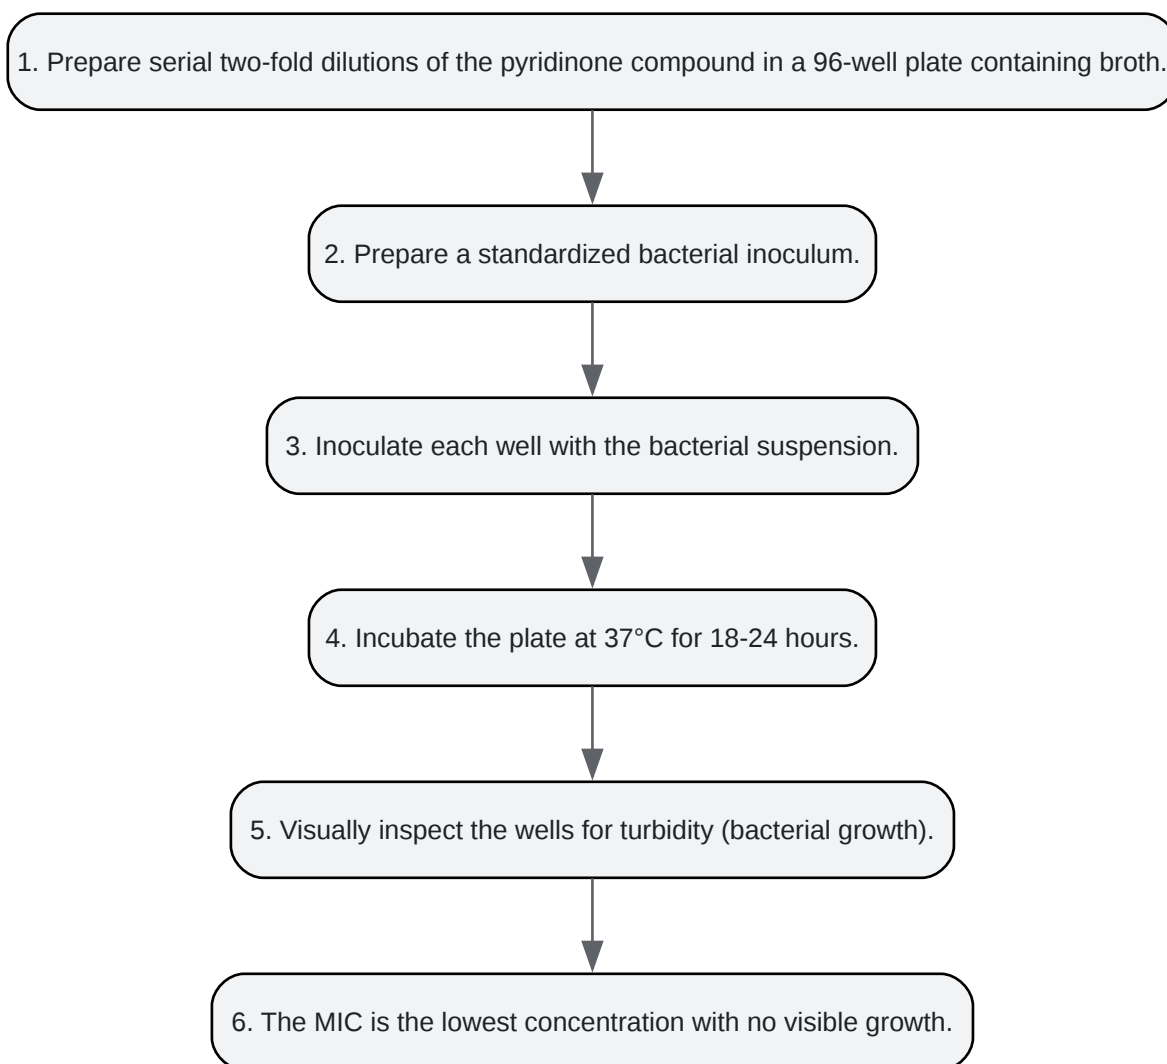 1. Prepare serial two-fold dilutions of the pyridinone compound in a 96-well plate containing broth.
2. Prepare a standardized bacterial inoculum.
3. Inoculate each well with the bacterial suspension.
4. Incubate the plate at 37°C for 18-24 hours.
5. Visually inspect the wells for turbidity (bacterial growth).
6. The MIC is the lowest concentration with no visible growth.